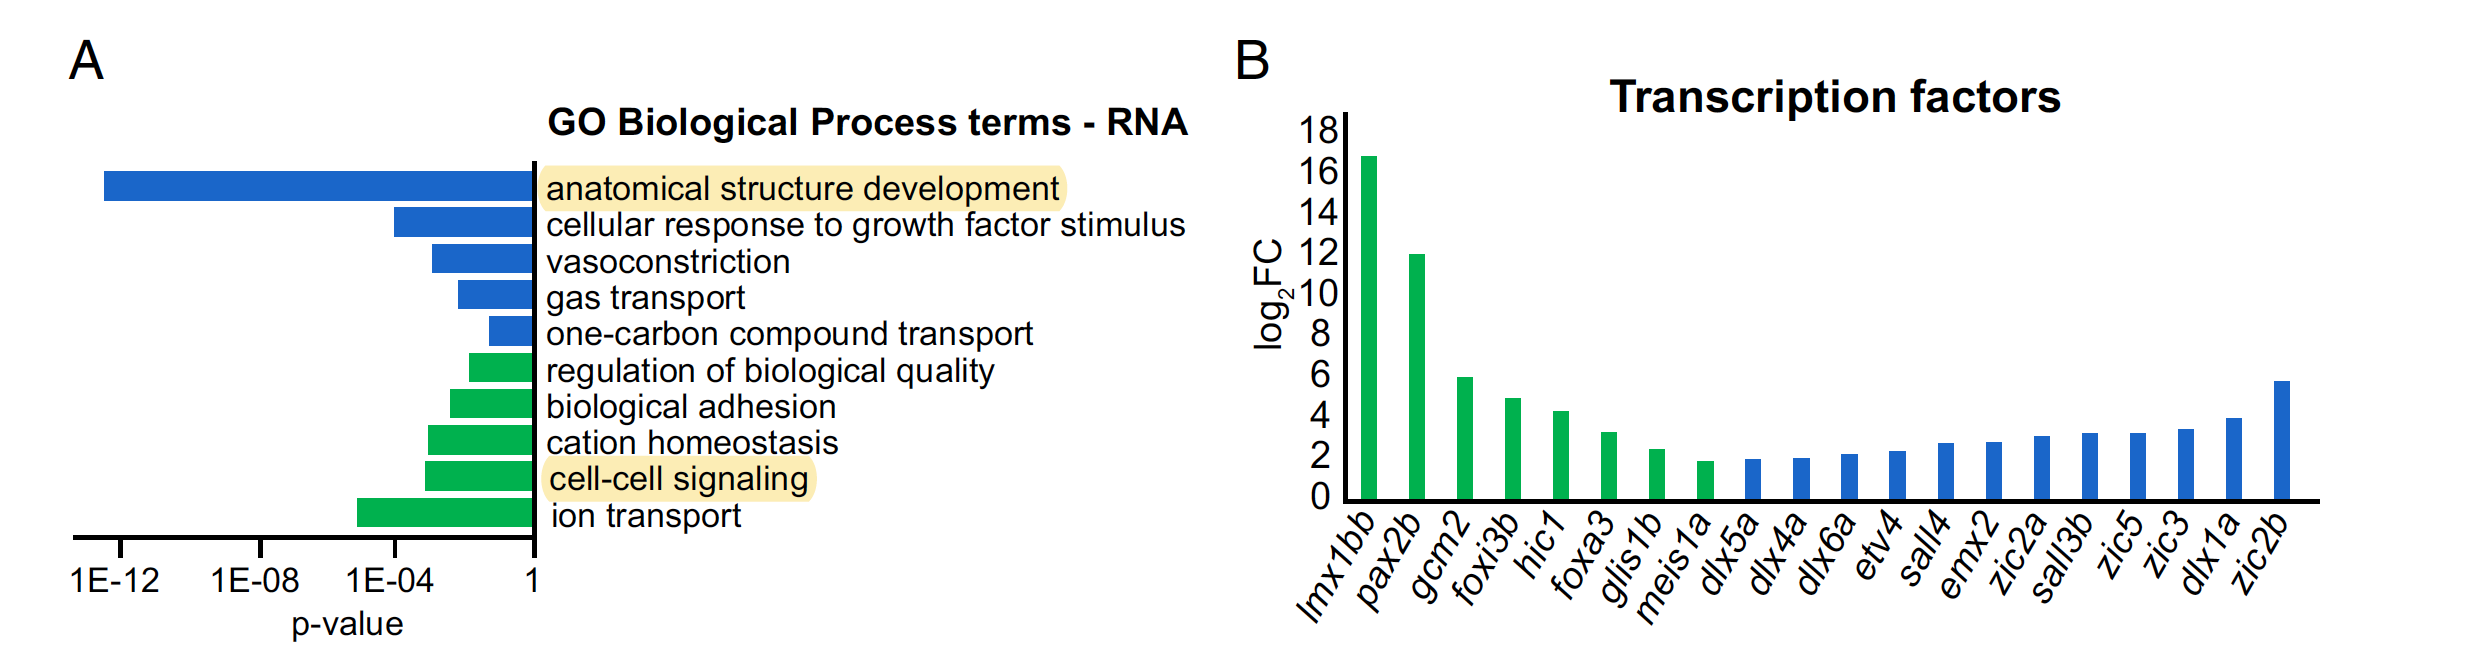 A
GO Biological Process terms - RNA
anatomical structure development
cellular response to growth factor stimulus
vasoconstriction
gas transport
one-carbon compound transport
regulation of biological quality
biological adhesion
cation homeostasis
cell-cell signaling
ion transport
1E-12 1E-08 1E-04 1
p-value
B
Transcription factors
log₂FC
18
16
14
12
10
8
6
4
2
0
lmx1bb
pax2b
gcm2
foxi3b
hic1
foxa3
glis1b
meis1a
dlx5a
dlx4a
dlx6a
etv4
sall4
emx2
zic2a
sall3b
zic5
zic3
dlx1a
zic2b